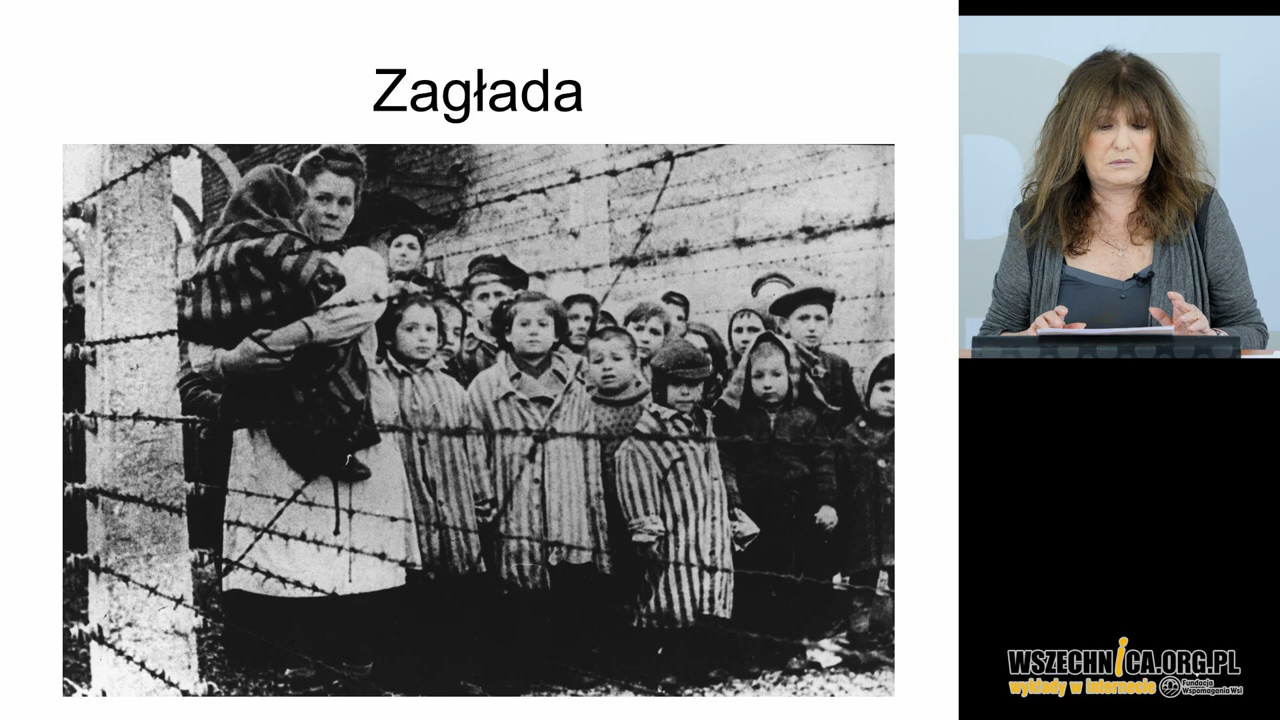 Zagłada
WSZECHNICA.ORG.PL
wykłady w internecie
Fundacja
Wspomagania Wsi